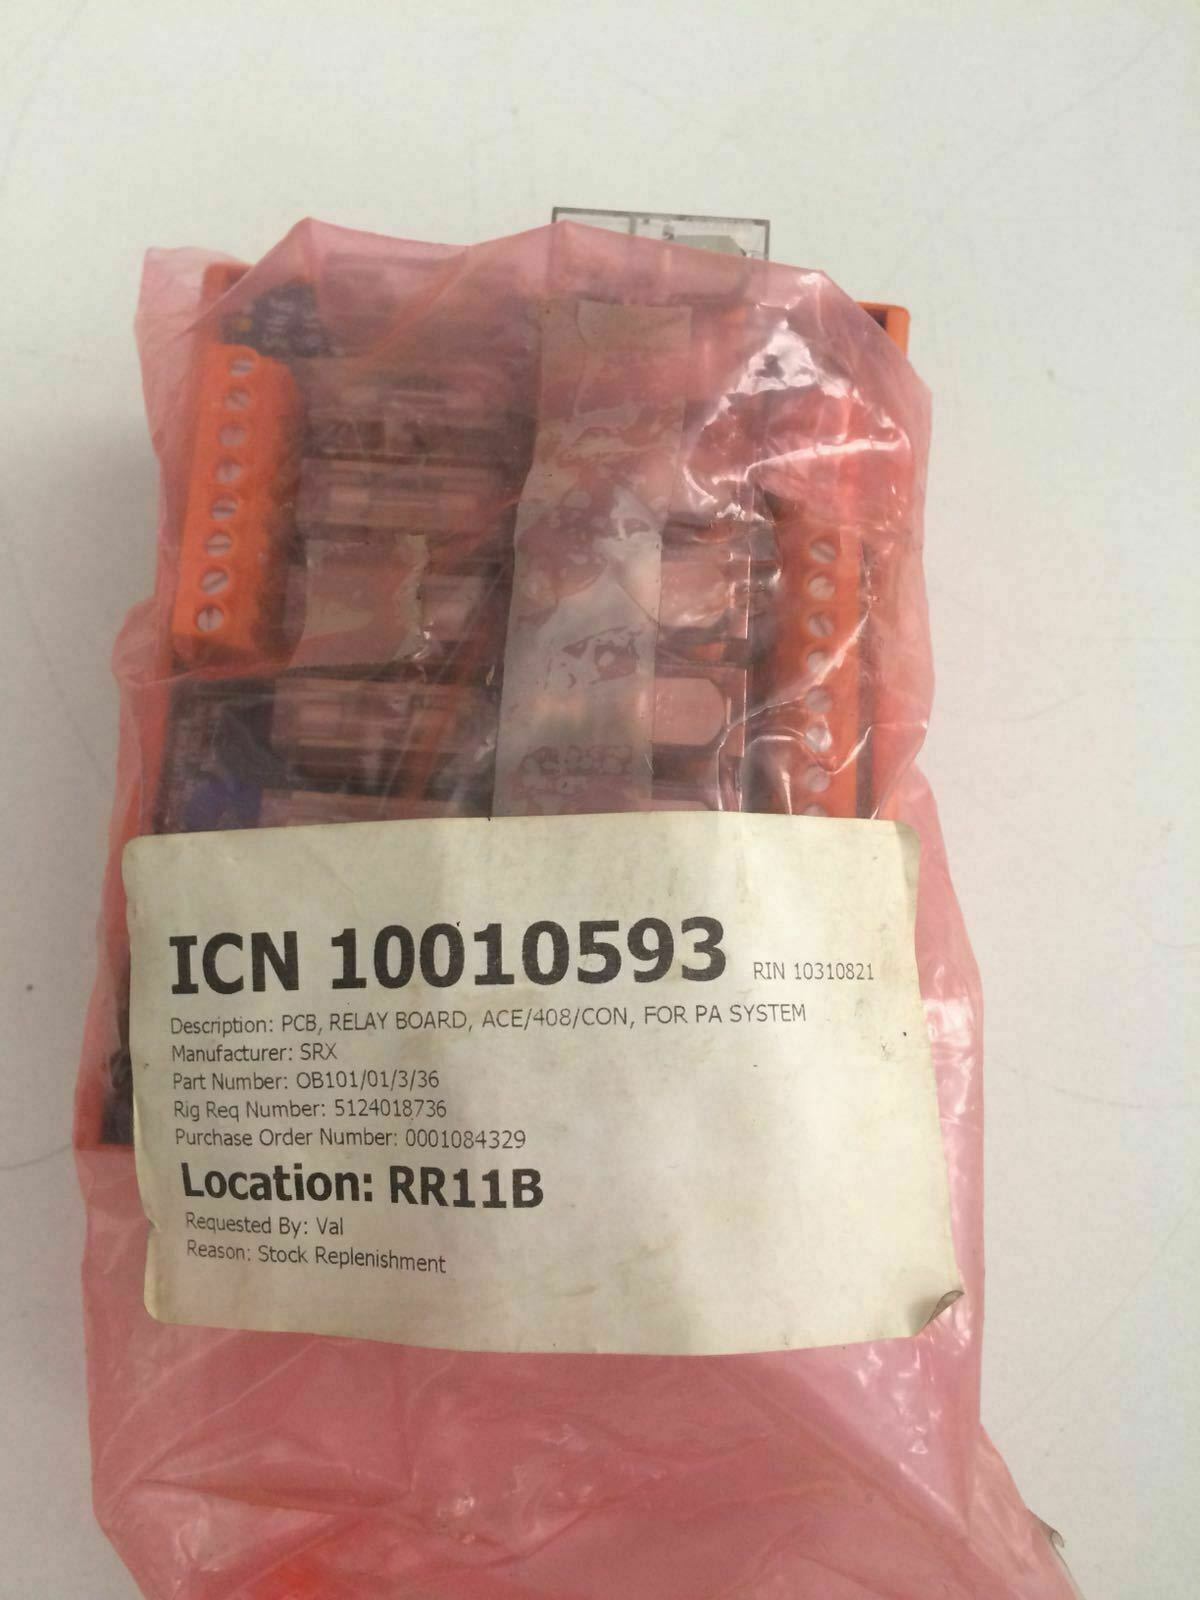 ICN 10010593 RIN 10310821
Description: PCB, RELAY BOARD, ACE/408/CON, FOR PA SYSTEM
Manufacturer: SRX
Part Number: OB101/01/3/36
Rig Req Number: 5124018736
Purchase Order Number: 0001084329
Location: RR11B
Requested By: Val
Reason: Stock Replenishment